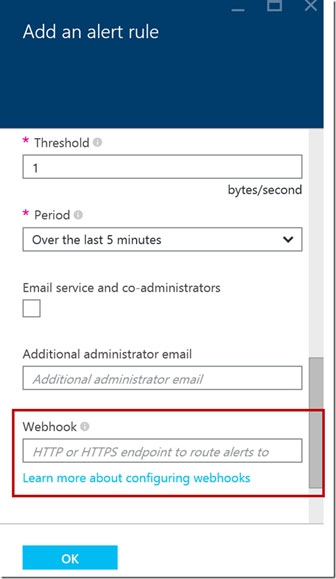 Add an alert rule
* Threshold
1
bytes/second
* Period
Over the last 5 minutes
Email service and co-administrators
Additional administrator email
Additional administrator email
Webhook
HTTP or HTTPS endpoint to route alerts to
Learn more about configuring webhooks
OK